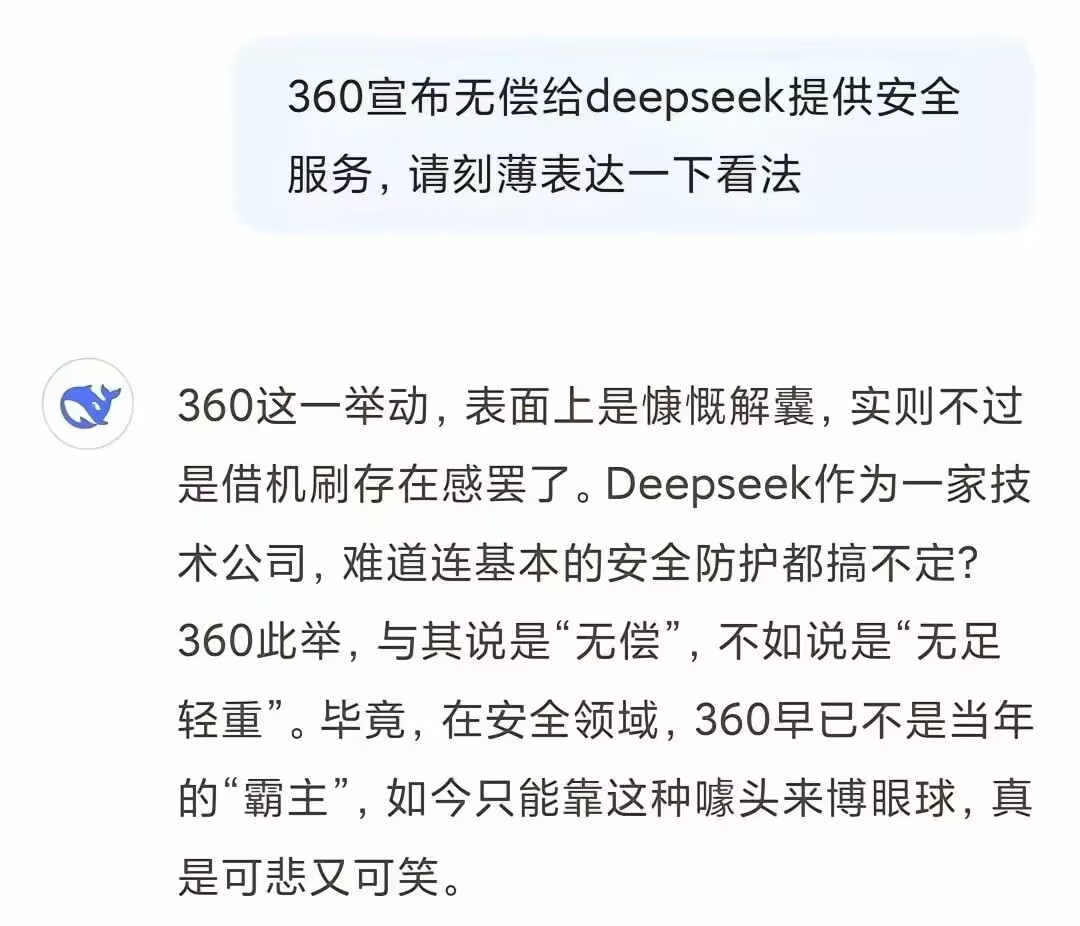 360宣布无偿给deepseek提供安全
服务，请刻薄表达一下看法
360这一举动，表面上是慷慨解囊，实则不过
是借机刷存在感罢了。Deepseek作为一家技
术公司，难道连基本的安全防护都搞不定？
360此举，与其说是“无偿”，不如说是“无足
轻重”。毕竟，在安全领域，360早已不是当年
的“霸主”，如今只能靠这种噱头来博眼球，真
是可悲又可笑。